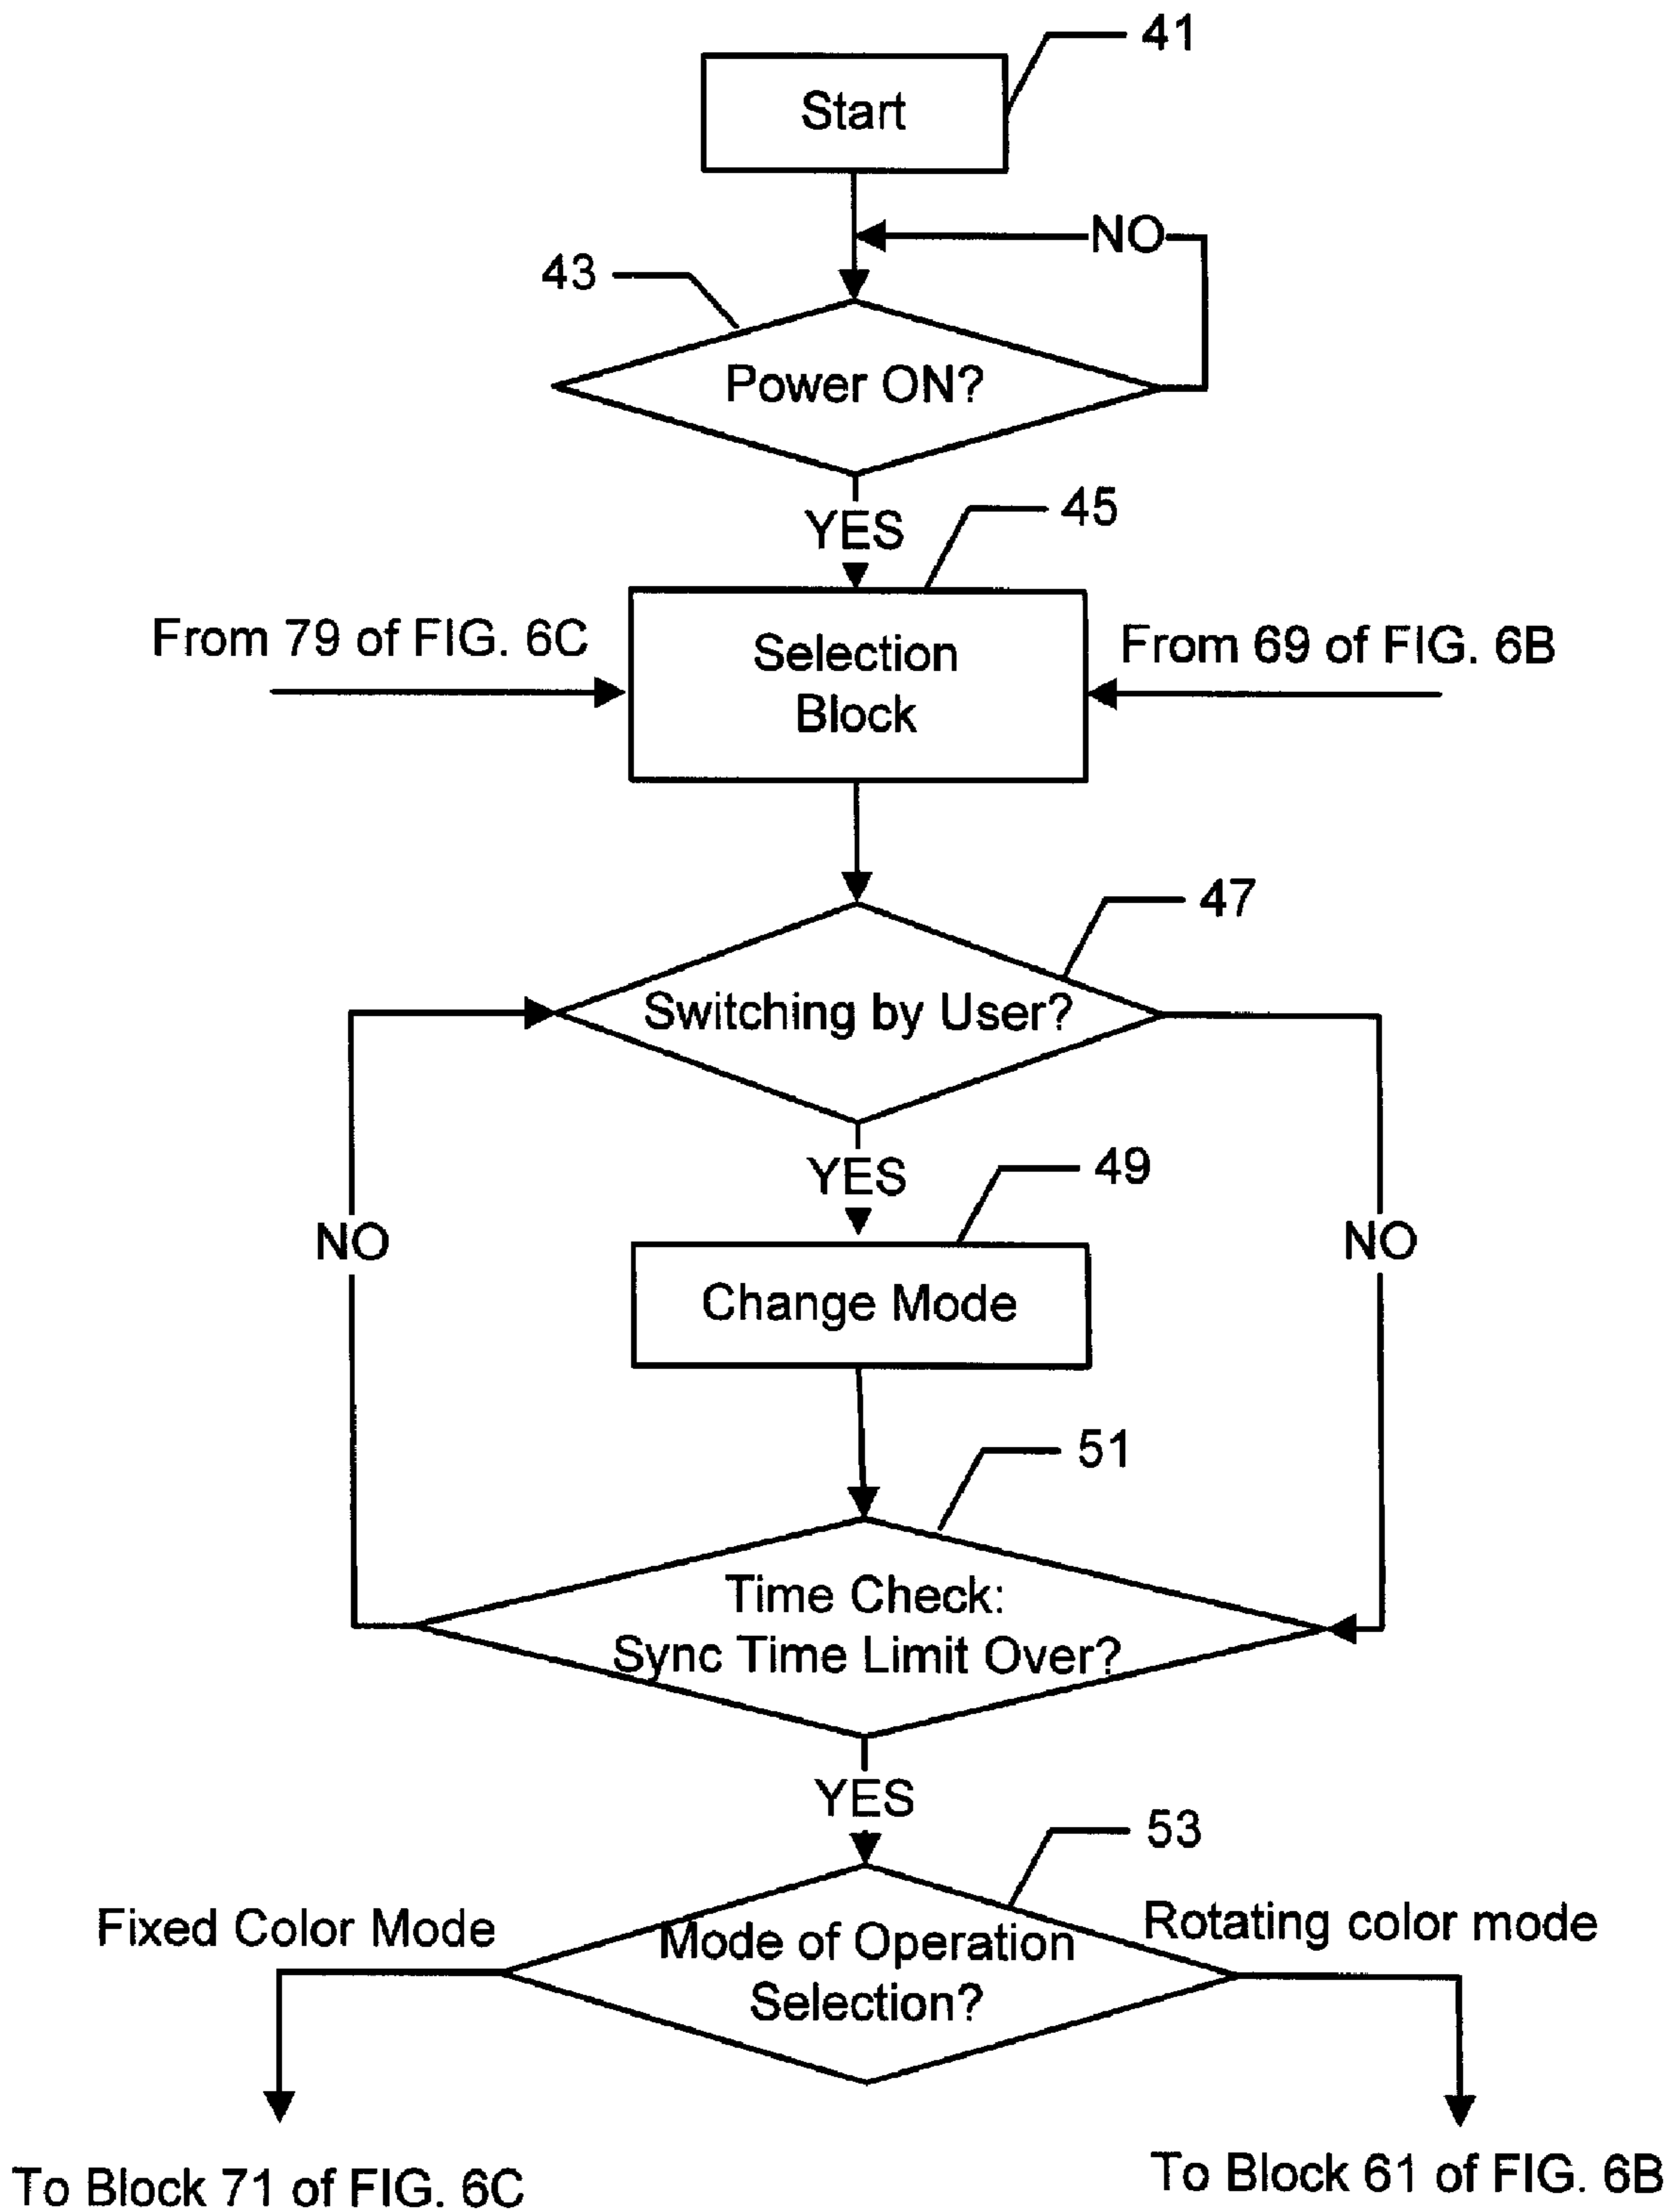 41
Start
NO
43
Power ON?
YES
45
From 79 of FIG. 6C
Selection
Block
From 69 of FIG. 6B
47
Switching by User?
YES
49
NO
NO
Change Mode
51
Time Check:
Sync Time Limit Over?
YES
53
Fixed Color Mode
Mode of Operation
Selection?
Rotating color mode
To Block 71 of FIG. 6C
To Block 61 of FIG. 6B